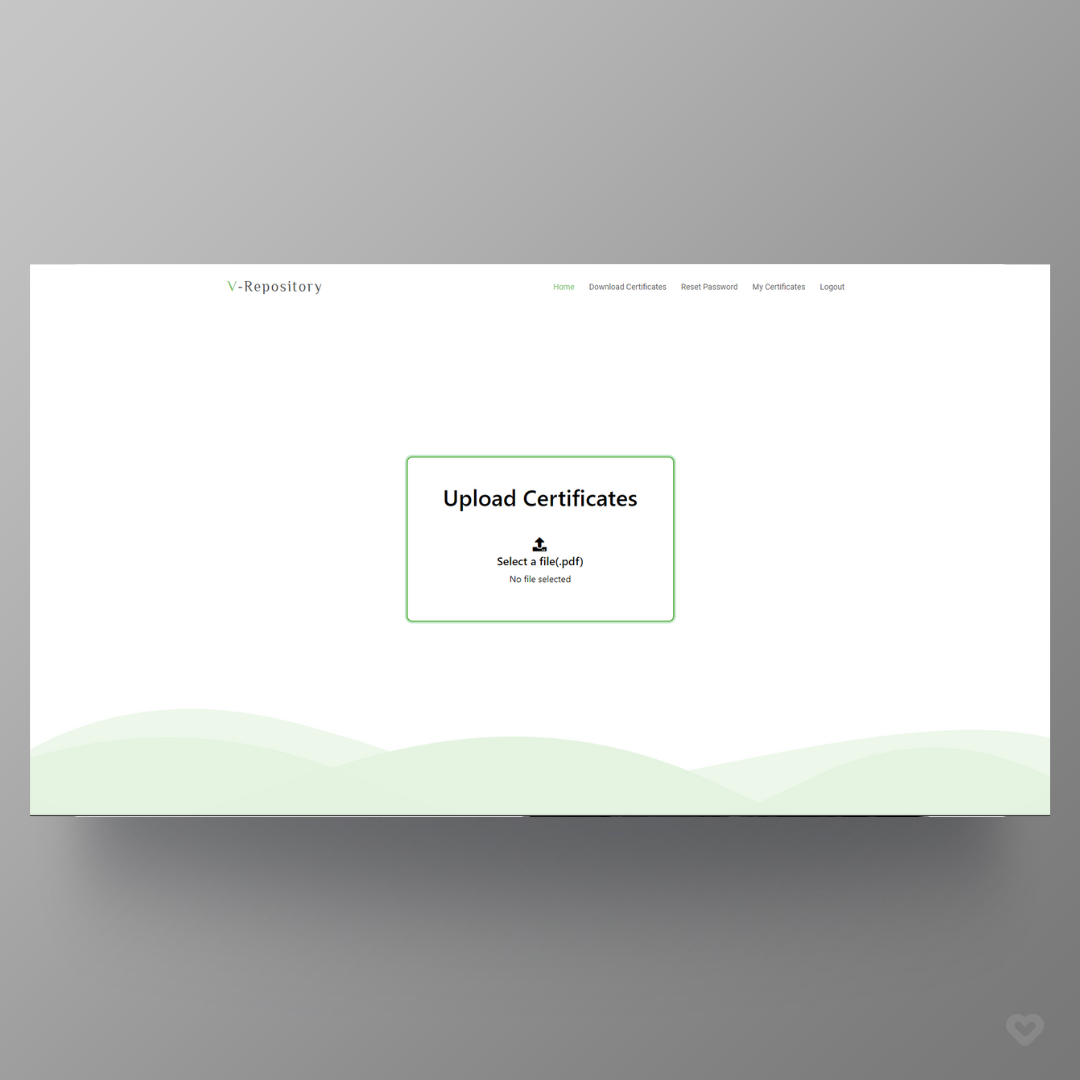 V-Repository
Home Download Certificates Reset Password My Certificates Logout
Upload Certificates
Select a file(.pdf)
No file selected